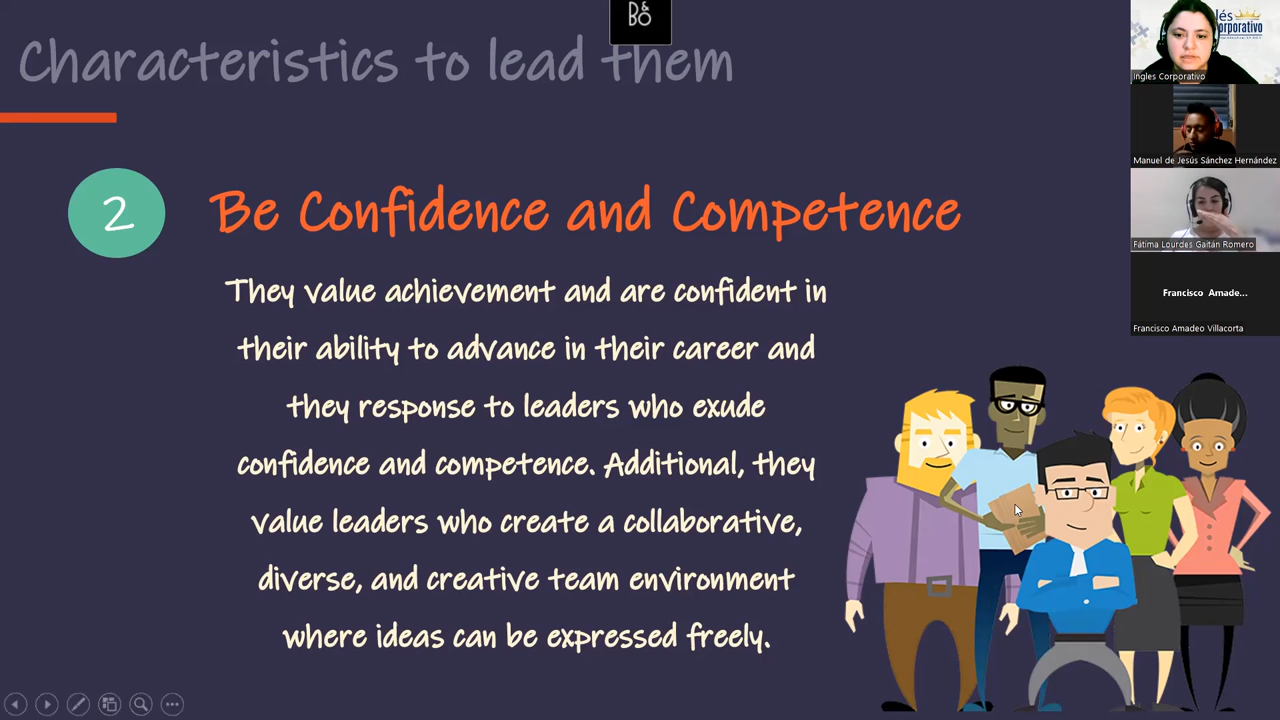 B&O
Characteristics to lead them
2
Be Confidence and Competence
They value achievement and are confident in
their ability to advance in their career and
they response to leaders who exude
confidence and competence. Additional, they
value leaders who create a collaborative,
diverse, and creative team environment
where ideas can be expressed freely.
lés
orporativo
Ingles Corporativo
Manuel de Jesús Sánchez Hernández
Fátima Lourdes Gaitán Romero
Francisco Amade...
Francisco Amadeo Villacorta